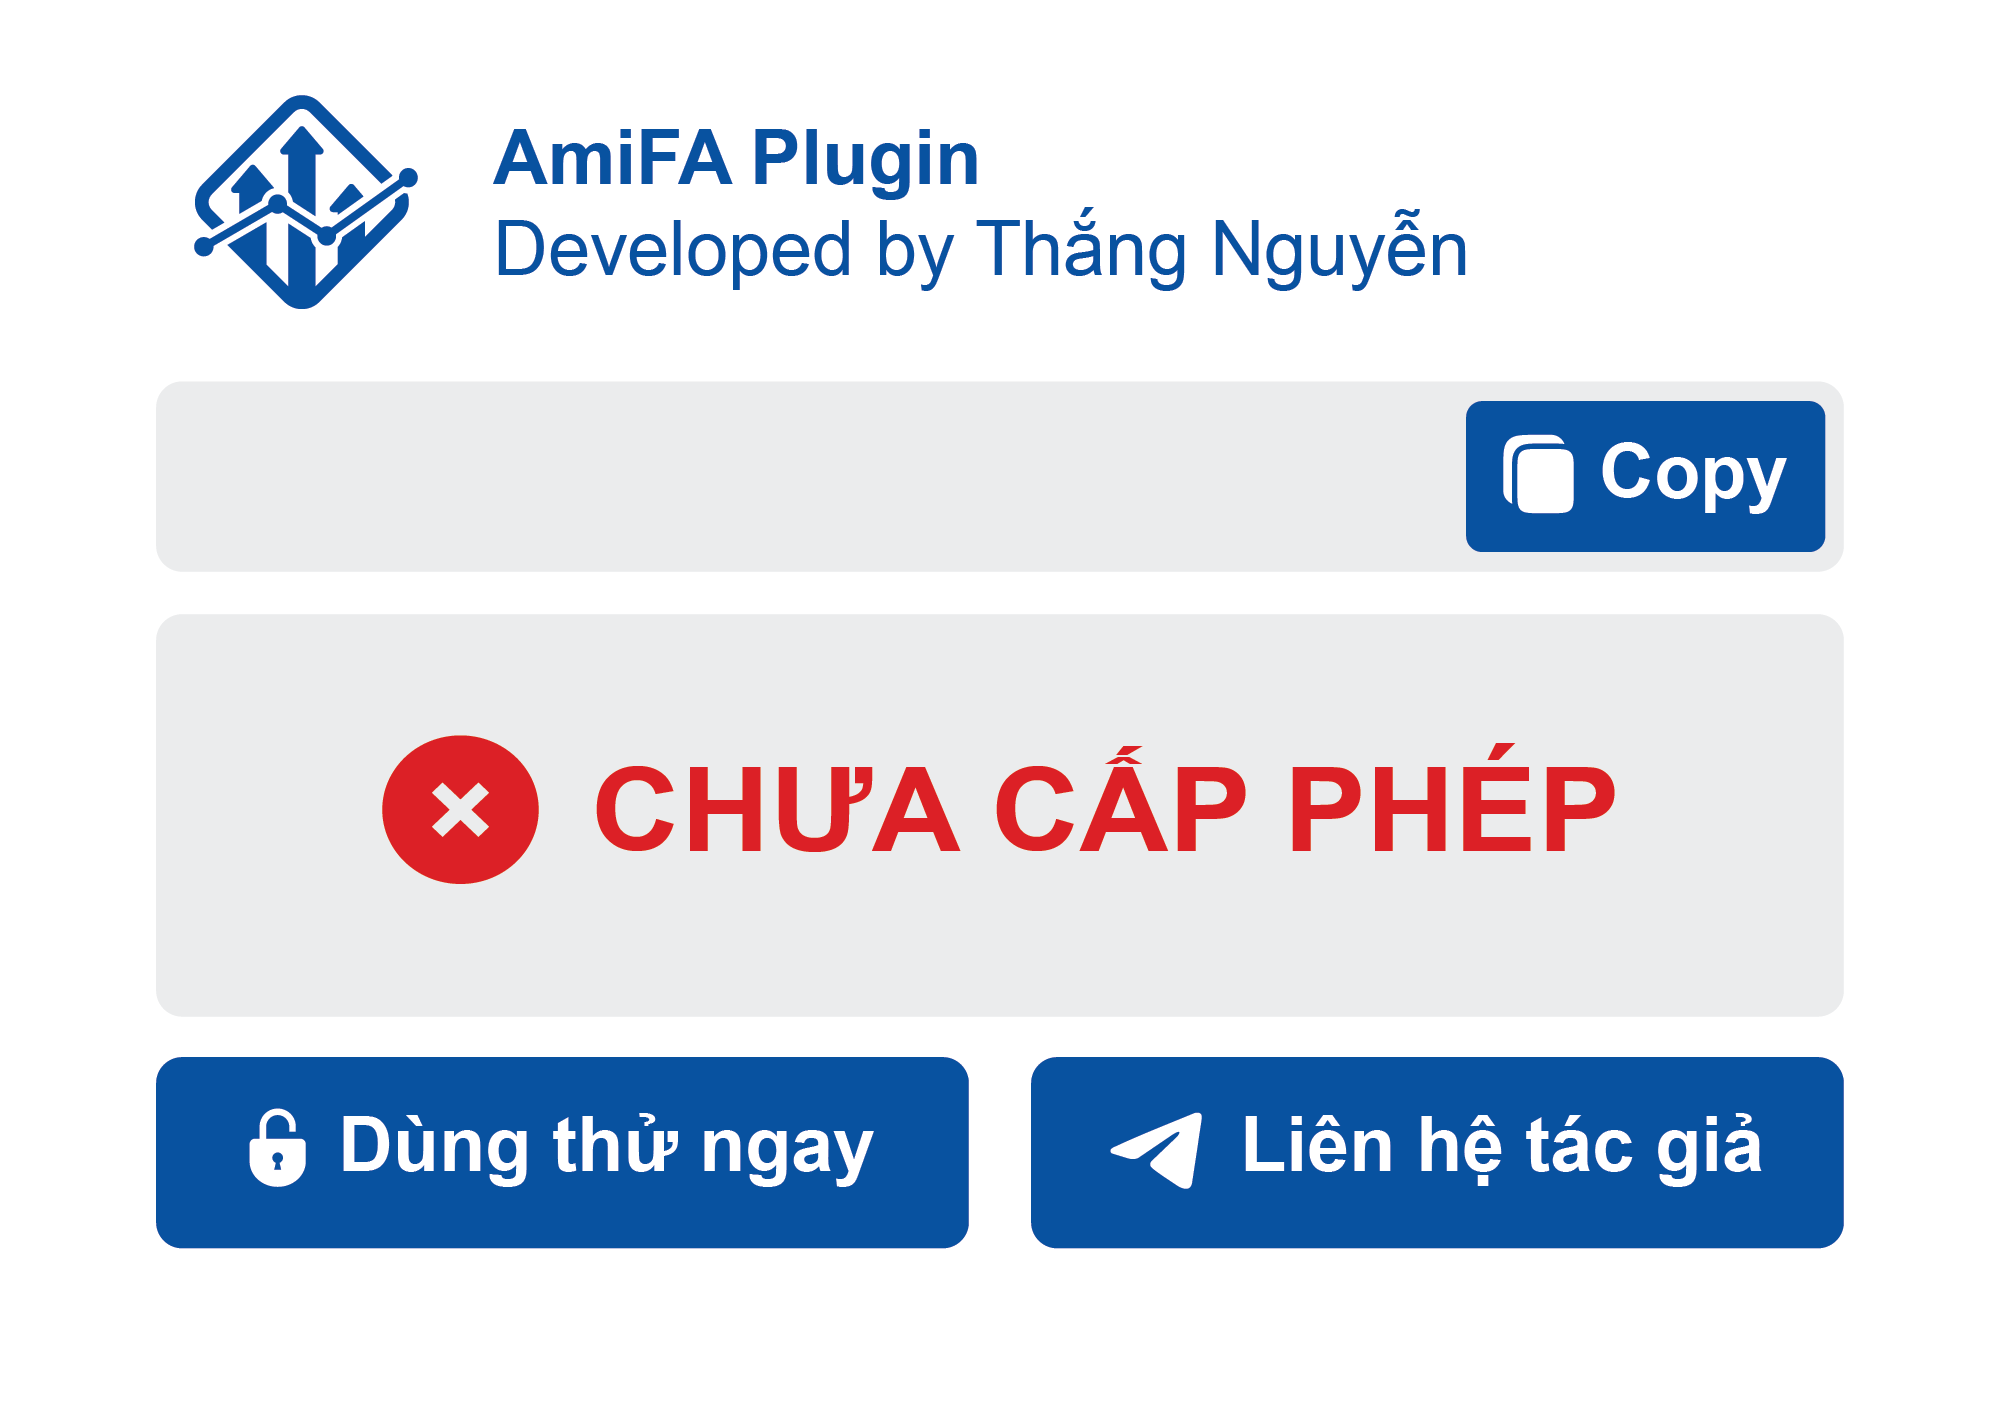 AmiFA Plugin
Developed by Thắng Nguyễn
Copy
CHƯA CẤP PHÉP
Dùng thử ngay
Liên hệ tác giả